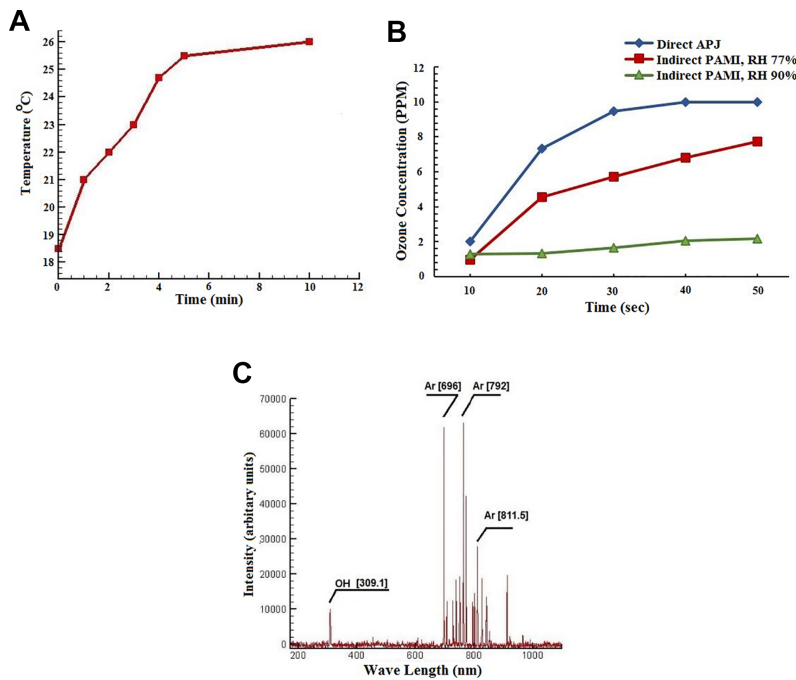 A
26
25
24
23
22
21
20
19
18
Temperature (°C)
0 2 4 6 8 10 12
Time (min)
B
Direct APJ
Indirect PAMI, RH 77%
Indirect PAMI, RH 90%
12
10
8
6
4
2
0
Ozone Concentration (PPM)
10 20 30 40 50
Time (sec)
C
Ar [696] Ar [792]
Ar [811.5]
OH [309.1]
70000
60000
50000
40000
30000
20000
10000
0
Intensity (arbitary units)
200 400 600 800 1000
Wave Length (nm)